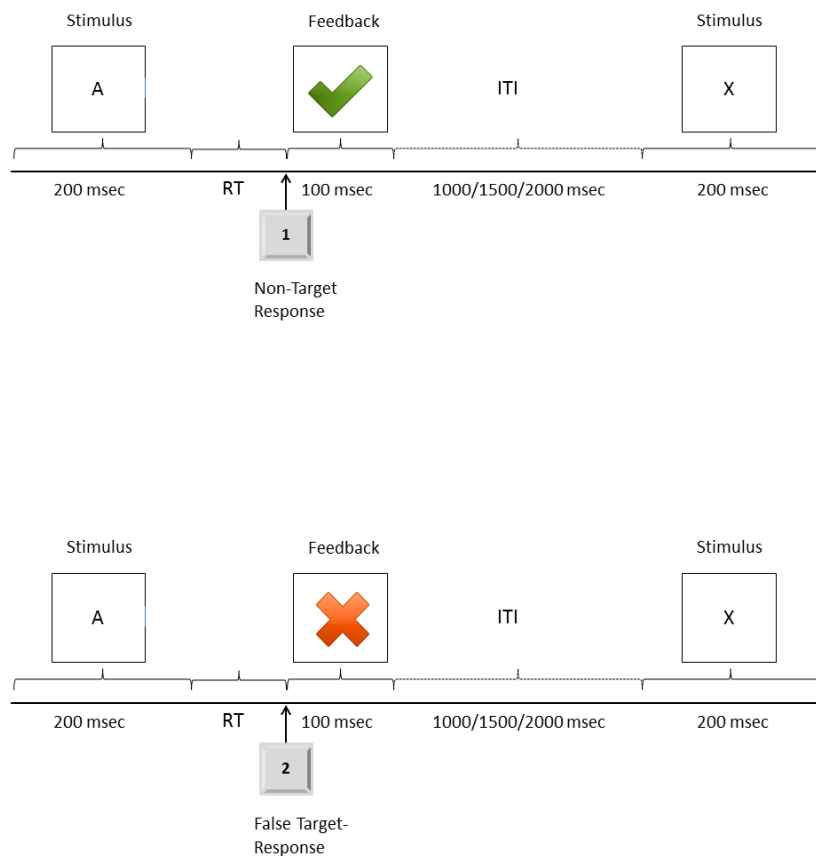 Stimulus Feedback Stimulus
A ITI X
200 msec RT 100 msec 1000/1500/2000 msec 200 msec
1
Non-Target
Response
Stimulus Feedback Stimulus
A ITI X
200 msec RT 100 msec 1000/1500/2000 msec 200 msec
2
False Target-
Response